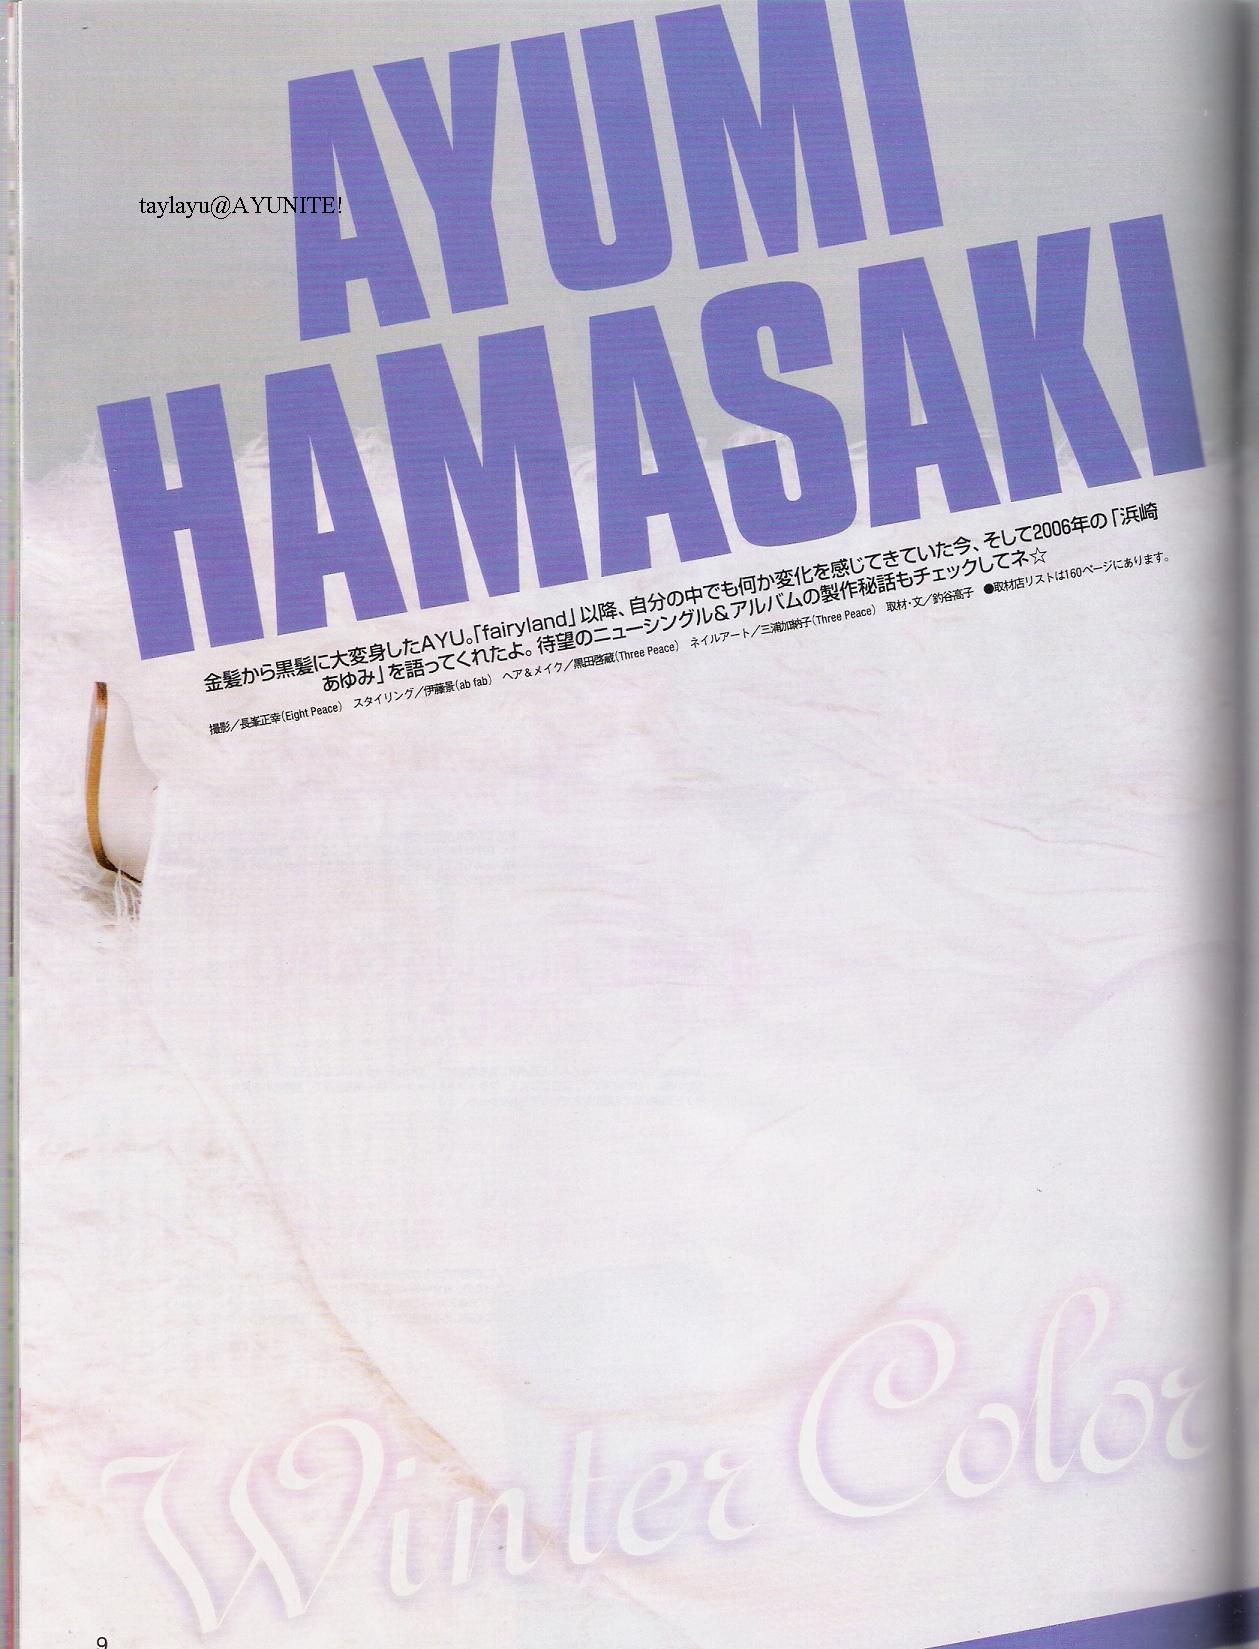 AYUMI
taylayu@AYUNITE!
HAMASAKI
金髪から黒髪に大変身したAYU。「fairyland」以降、自分の中でも何か変化を感じてきていた今、そして2006年の「浜崎
あゆみ」を語ってくれたよ。待望のニューシングル&アルバムの製作秘話もチェックしてネ☆
撮影／長峯正幸(Eight Peace)　スタイリング／伊藤景(ab fab)　ヘア＆メイク／黒田啓蔵(Three Peace)　ネイルアート／三浦加納子(Three Peace)　取材・文／釣谷高子　●取材店リストは160ページにあります。
Winter Color
9